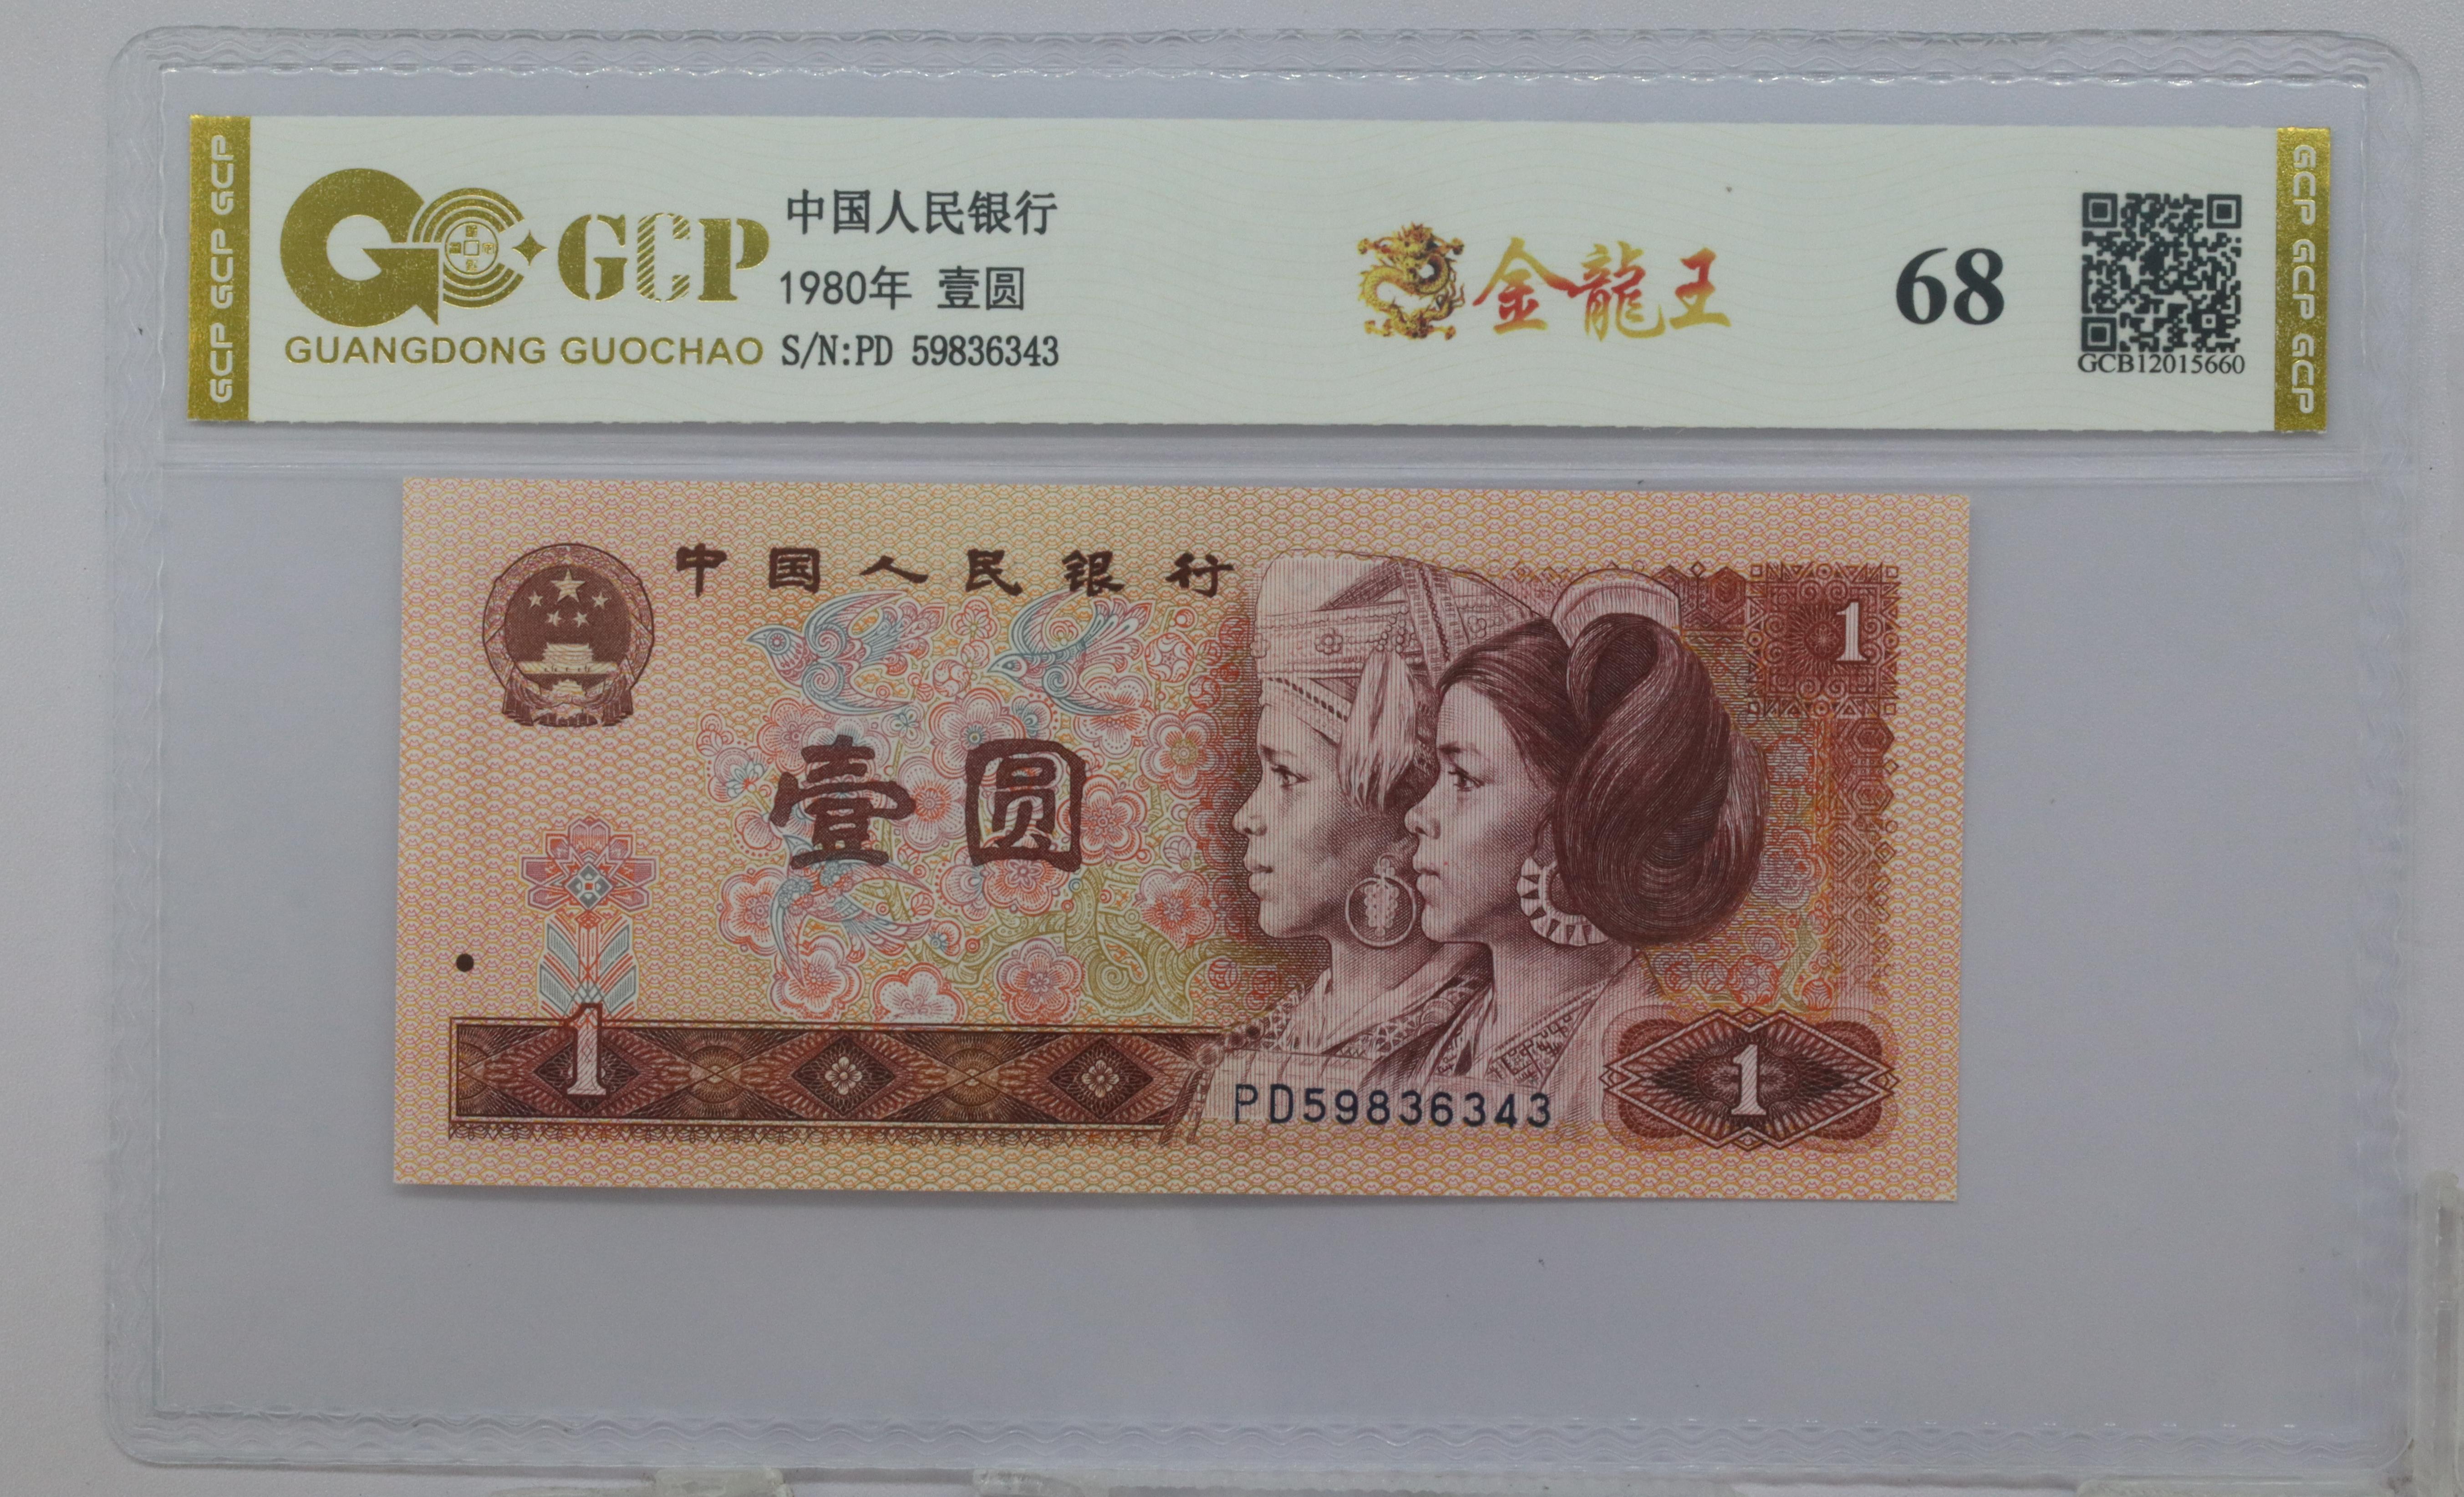 GCP GCP GCP
GCP
GUANGDONG GUOCHAO
中国人民银行
1980年 壹圆
S/N:PD 59836343
金龍王
68
GCB12015660
GCP GCP GCP
中国人民银行
1
壹圆
1
PD59836343
1